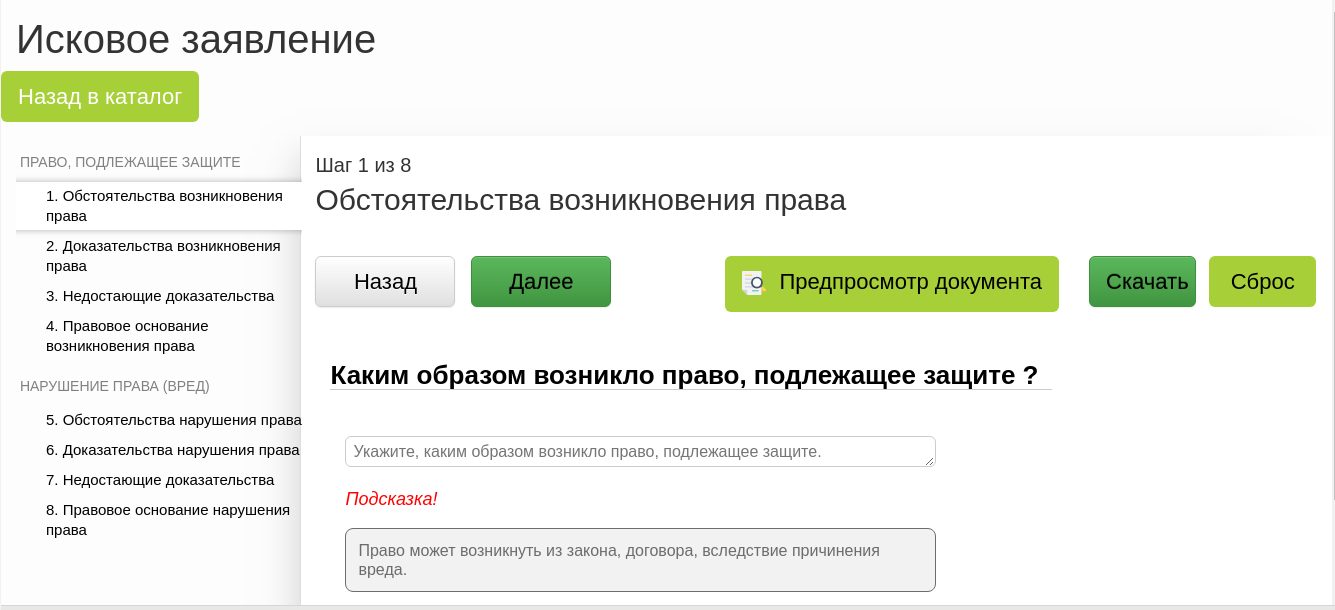 Исковое заявление
Назад в каталог
ПРАВО, ПОДЛЕЖАЩЕЕ ЗАЩИТЕ
1. Обстоятельства возникновения
права
2. Доказательства возникновения
права
3. Недостающие доказательства
4. Правовое основание
возникновения права
НАРУШЕНИЕ ПРАВА (ВРЕД)
5. Обстоятельства нарушения права
6. Доказательства нарушения права
7. Недостающие доказательства
8. Правовое основание нарушения
права
Шаг 1 из 8
Обстоятельства возникновения права
Назад Далее Предпросмотр документа Скачать Сброс
Каким образом возникло право, подлежащее защите ?
Укажите, каким образом возникло право, подлежащее защите.
Подсказка!
Право может возникнуть из закона, договора, вследствие причинения
вреда.